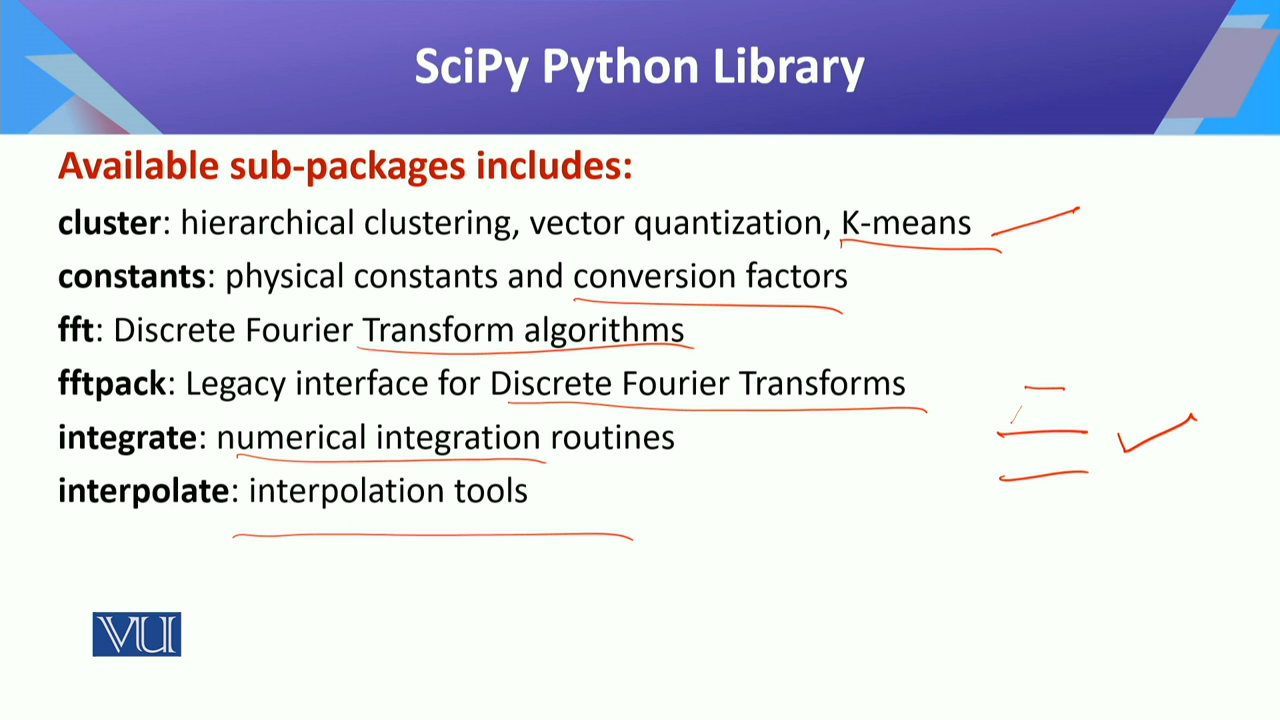 SciPy Python Library
Available sub-packages includes:
cluster: hierarchical clustering, vector quantization, K-means
constants: physical constants and conversion factors
fft: Discrete Fourier Transform algorithms
fftpack: Legacy interface for Discrete Fourier Transforms
integrate: numerical integration routines
interpolate: interpolation tools
VU